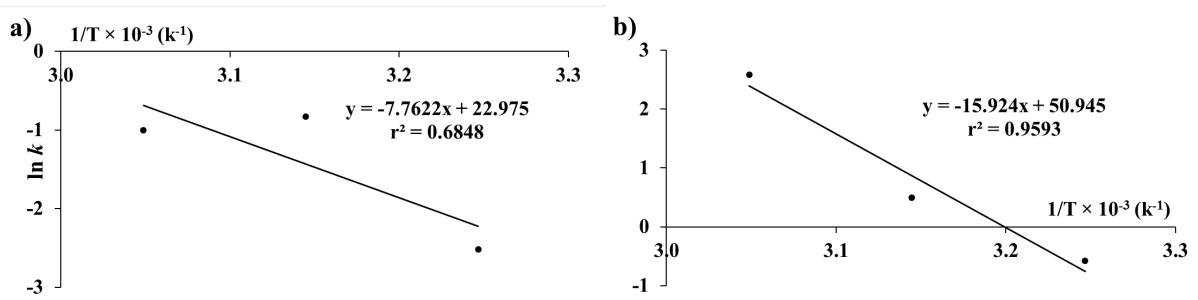 a)
1/T × 10⁻³ (k⁻¹)
0
3.0
3.1
3.2
3.3
y = -7.7622x + 22.975
r² = 0.6848
-1
ln k
-2
-3
b)
3
2
y = -15.924x + 50.945
r² = 0.9593
1
1/T × 10⁻³ (k⁻¹)
0
3.0
3.1
3.2
3.3
-1